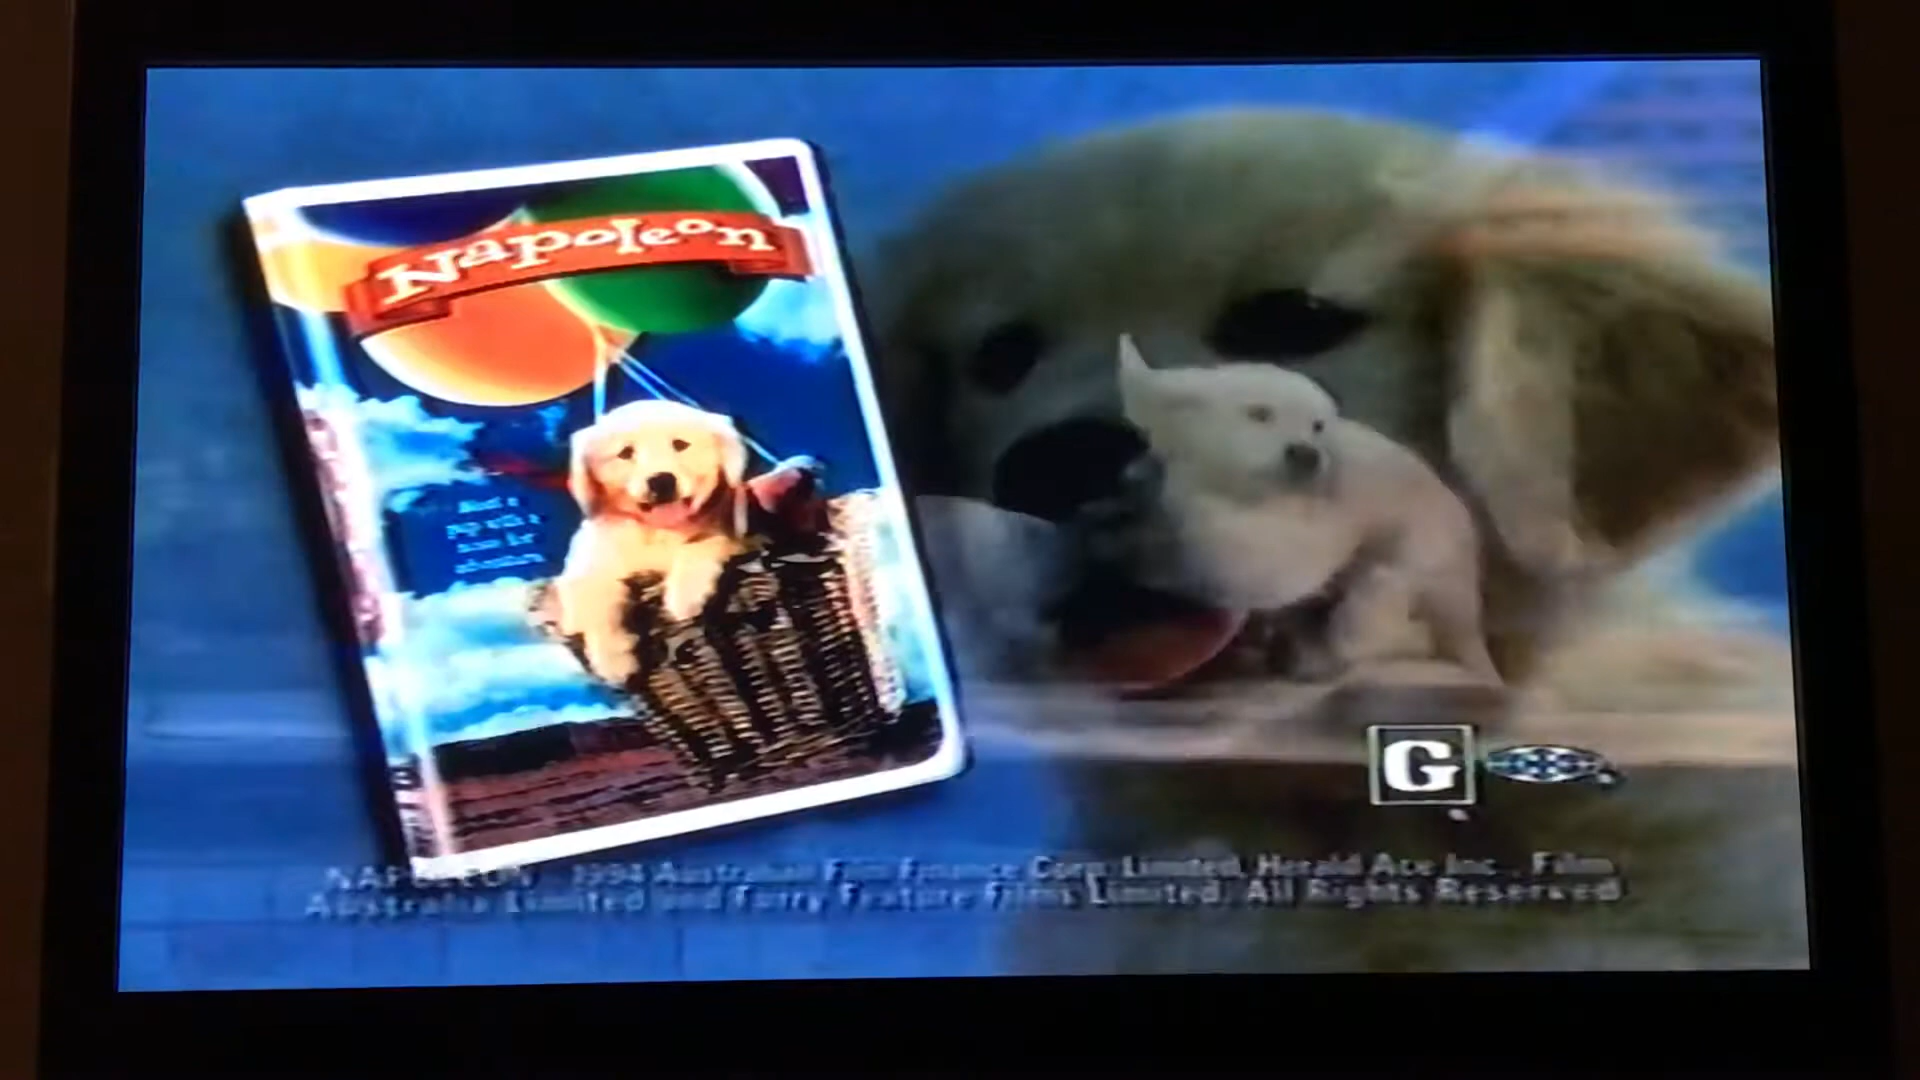 Napoleon
G
NAPOLEON 1994 Australian Film Finance Corp. Limited, Herald Ace Inc., Film
Australia Limited and Furry Feature Films Limited. All Rights Reserved